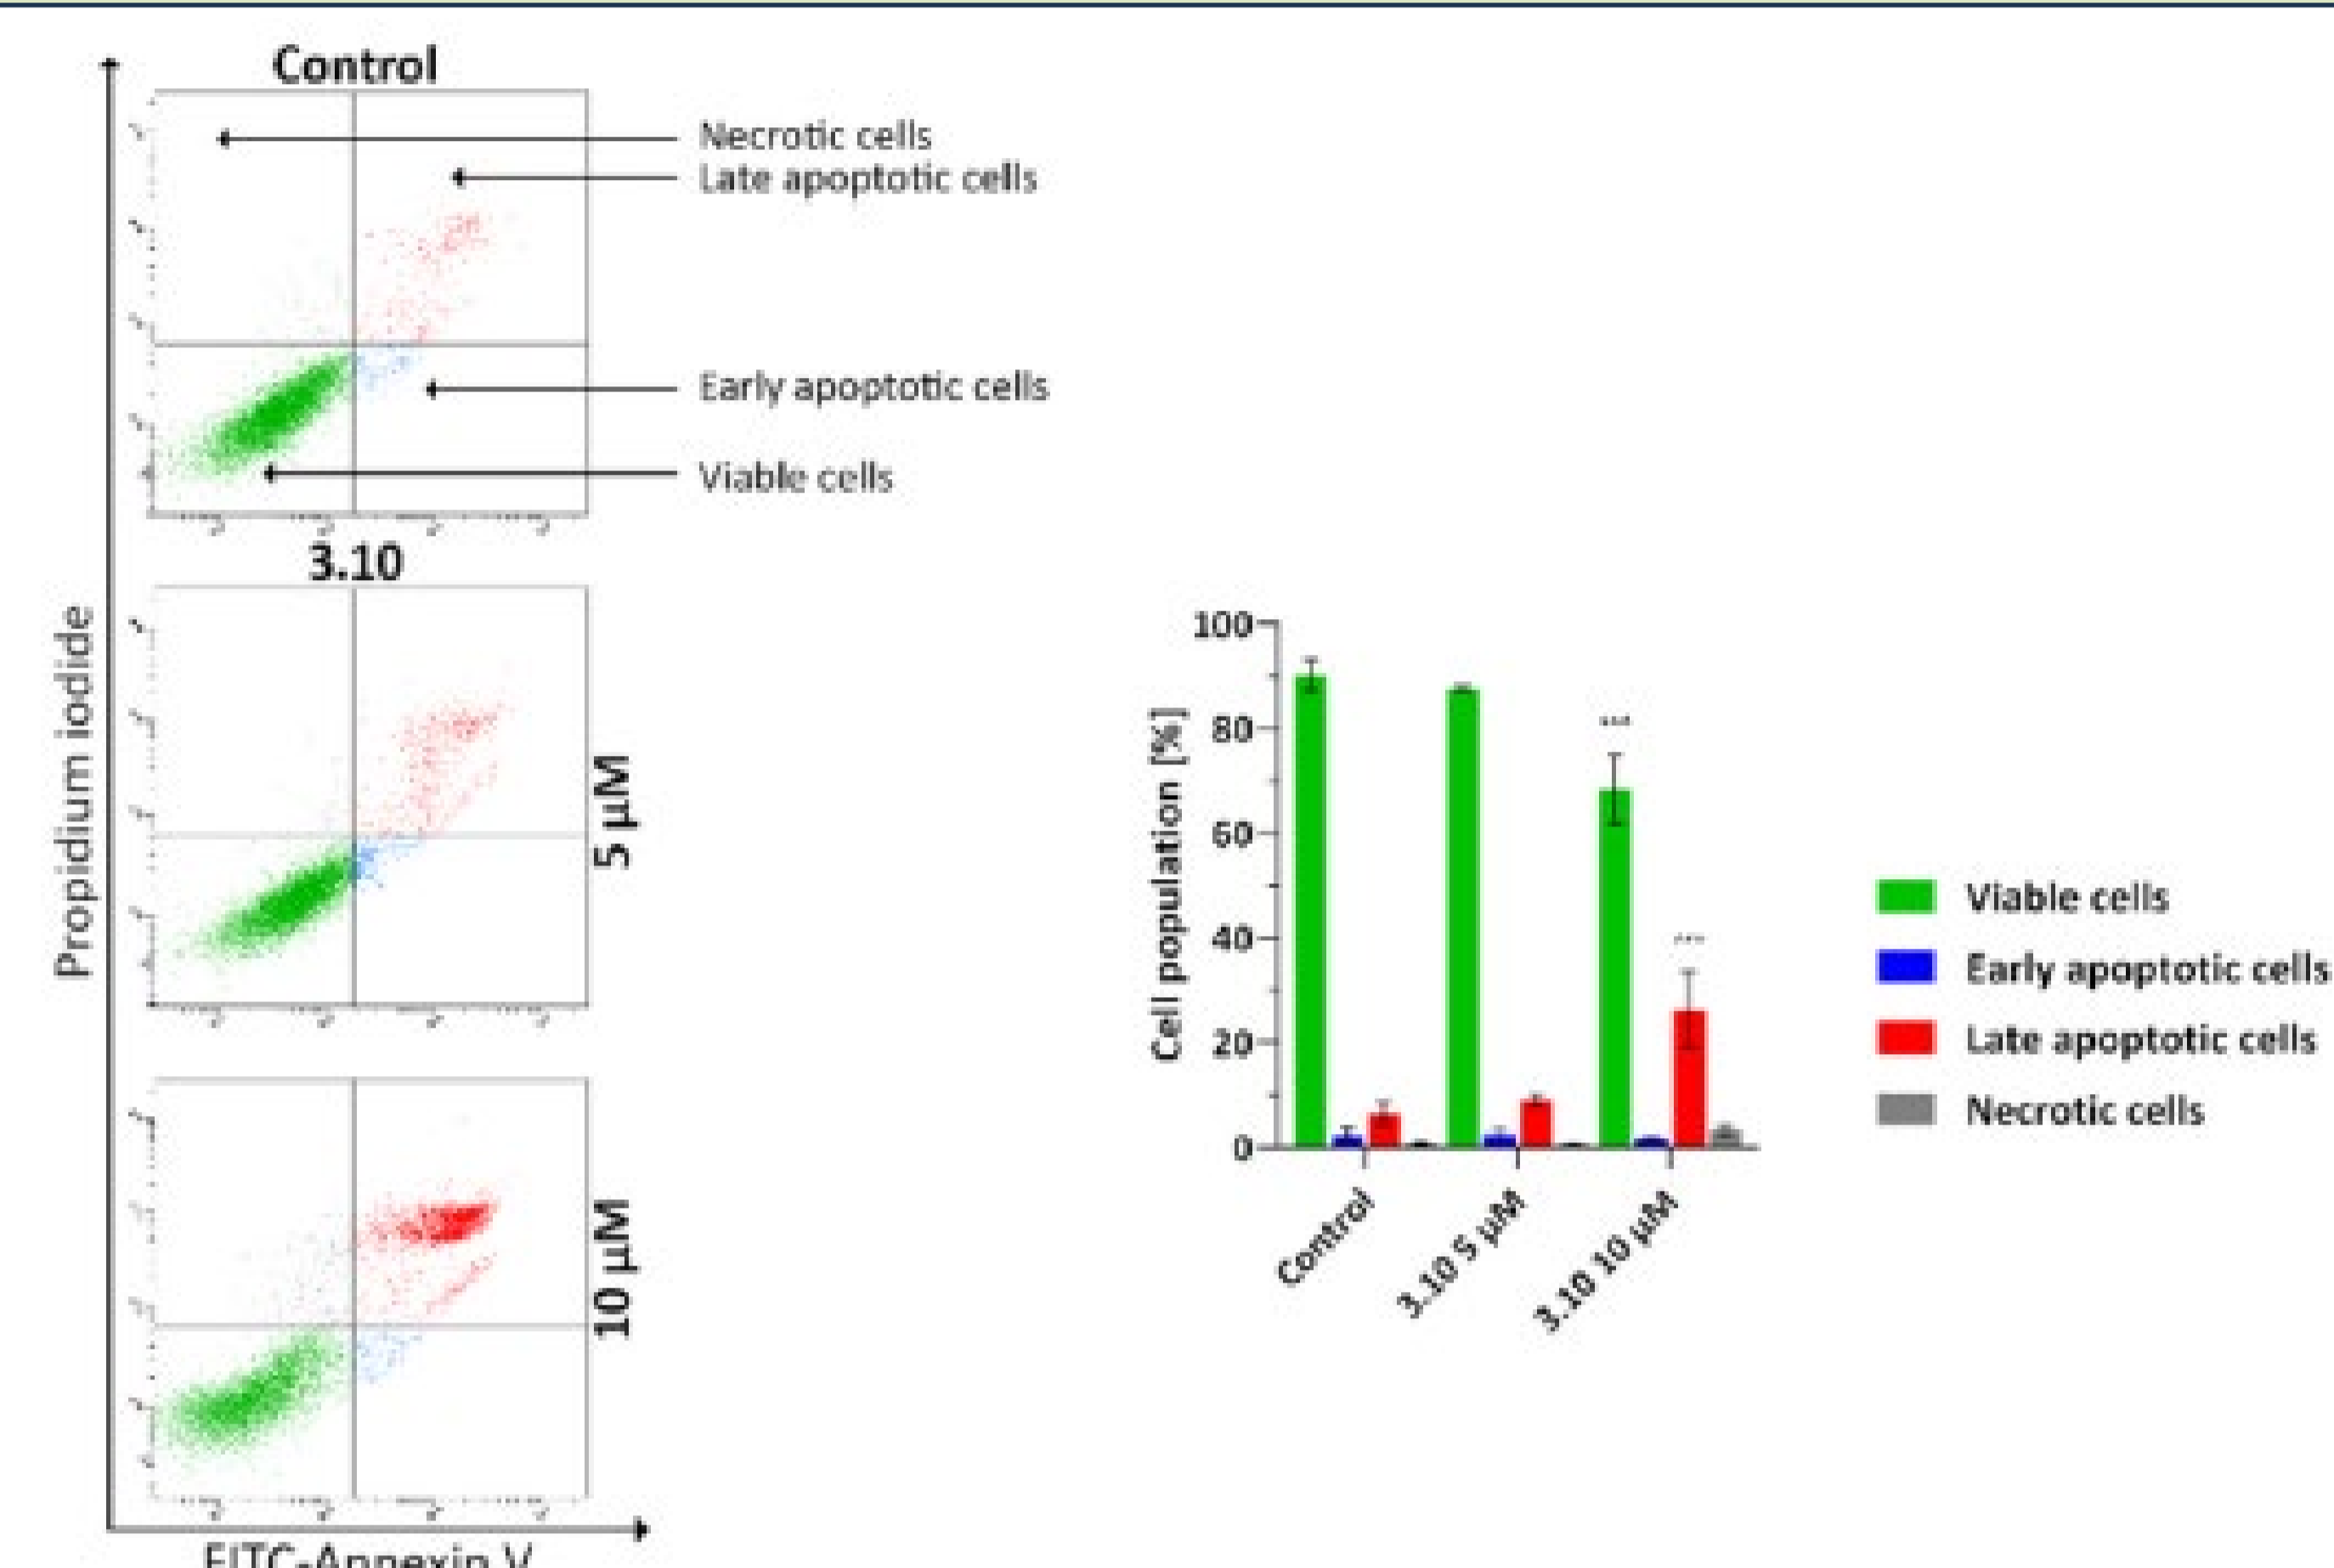 Control
Necrotic cells
Late apoptotic cells
Early apoptotic cells
Viable cells
3.10
Propidium iodide
5 µM
10 µM
FITC-Annexin V
Cell population [%]
100
80
60
40
20
0
Control
3.10 5 µM
3.10 10 µM
Viable cells
Early apoptotic cells
Late apoptotic cells
Necrotic cells